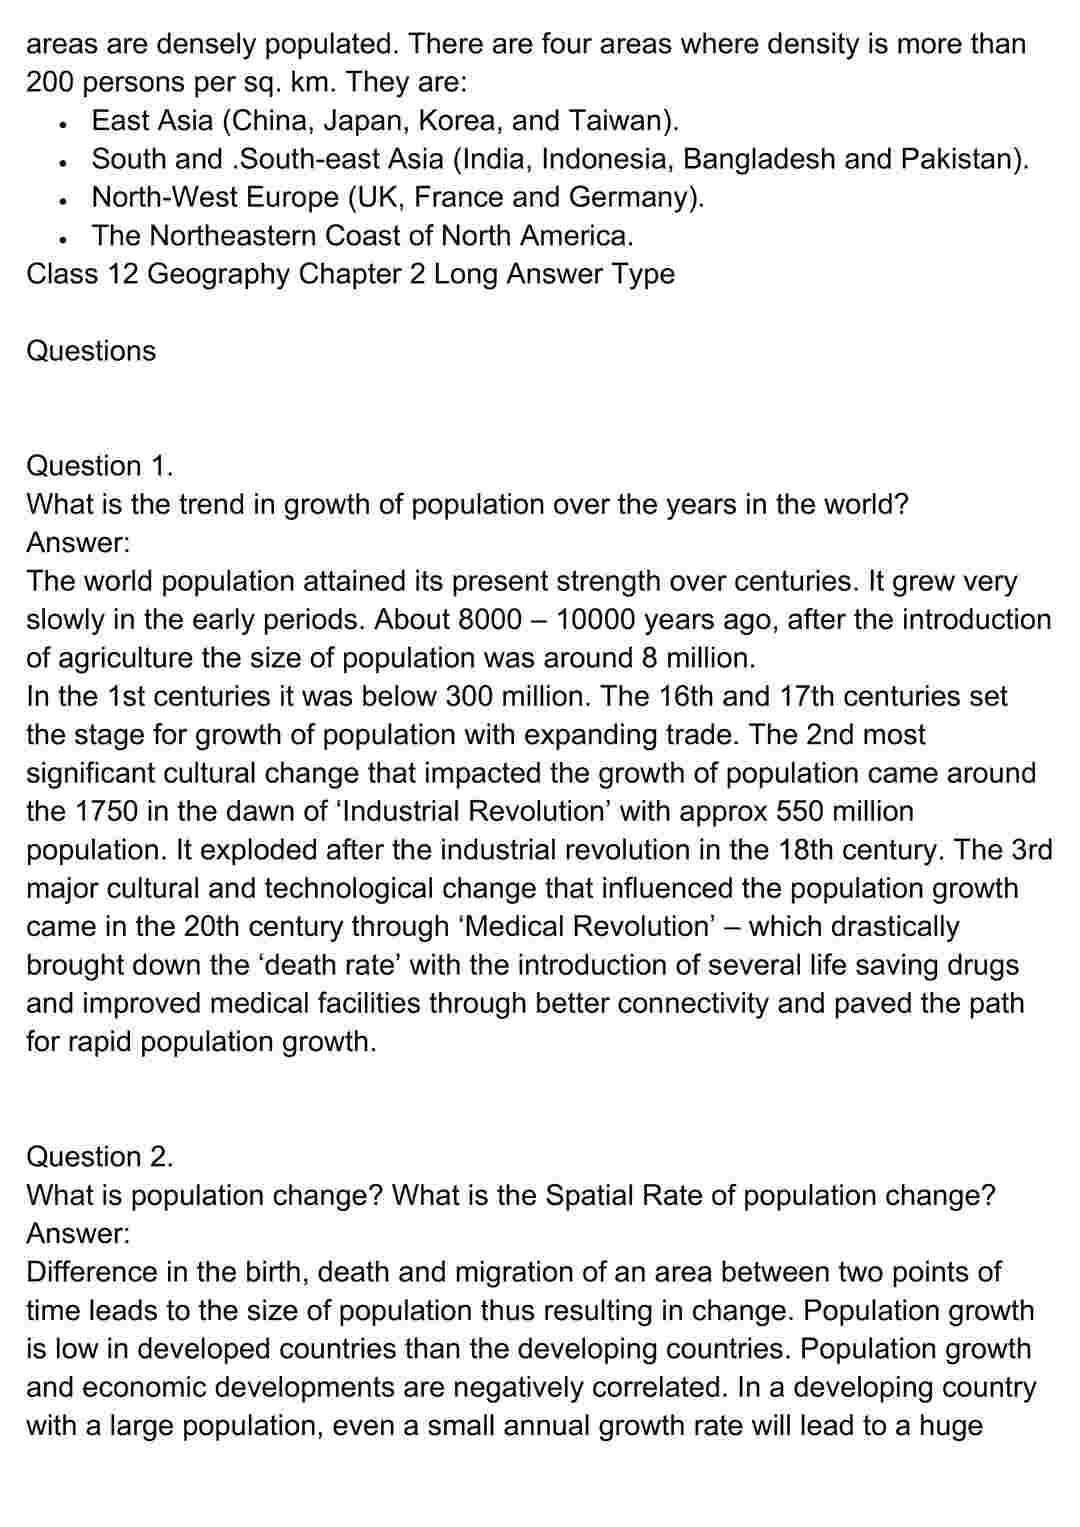 areas are densely populated. There are four areas where density is more than
200 persons per sq. km. They are:
• East Asia (China, Japan, Korea, and Taiwan).
• South and .South-east Asia (India, Indonesia, Bangladesh and Pakistan).
• North-West Europe (UK, France and Germany).
• The Northeastern Coast of North America.
Class 12 Geography Chapter 2 Long Answer Type
Questions
Question 1.
What is the trend in growth of population over the years in the world?
Answer:
The world population attained its present strength over centuries. It grew very
slowly in the early periods. About 8000 – 10000 years ago, after the introduction
of agriculture the size of population was around 8 million.
In the 1st centuries it was below 300 million. The 16th and 17th centuries set
the stage for growth of population with expanding trade. The 2nd most
significant cultural change that impacted the growth of population came around
the 1750 in the dawn of ‘Industrial Revolution’ with approx 550 million
population. It exploded after the industrial revolution in the 18th century. The 3rd
major cultural and technological change that influenced the population growth
came in the 20th century through ‘Medical Revolution’ – which drastically
brought down the ‘death rate’ with the introduction of several life saving drugs
and improved medical facilities through better connectivity and paved the path
for rapid population growth.
Question 2.
What is population change? What is the Spatial Rate of population change?
Answer:
Difference in the birth, death and migration of an area between two points of
time leads to the size of population thus resulting in change. Population growth
is low in developed countries than the developing countries. Population growth
and economic developments are negatively correlated. In a developing country
with a large population, even a small annual growth rate will lead to a huge